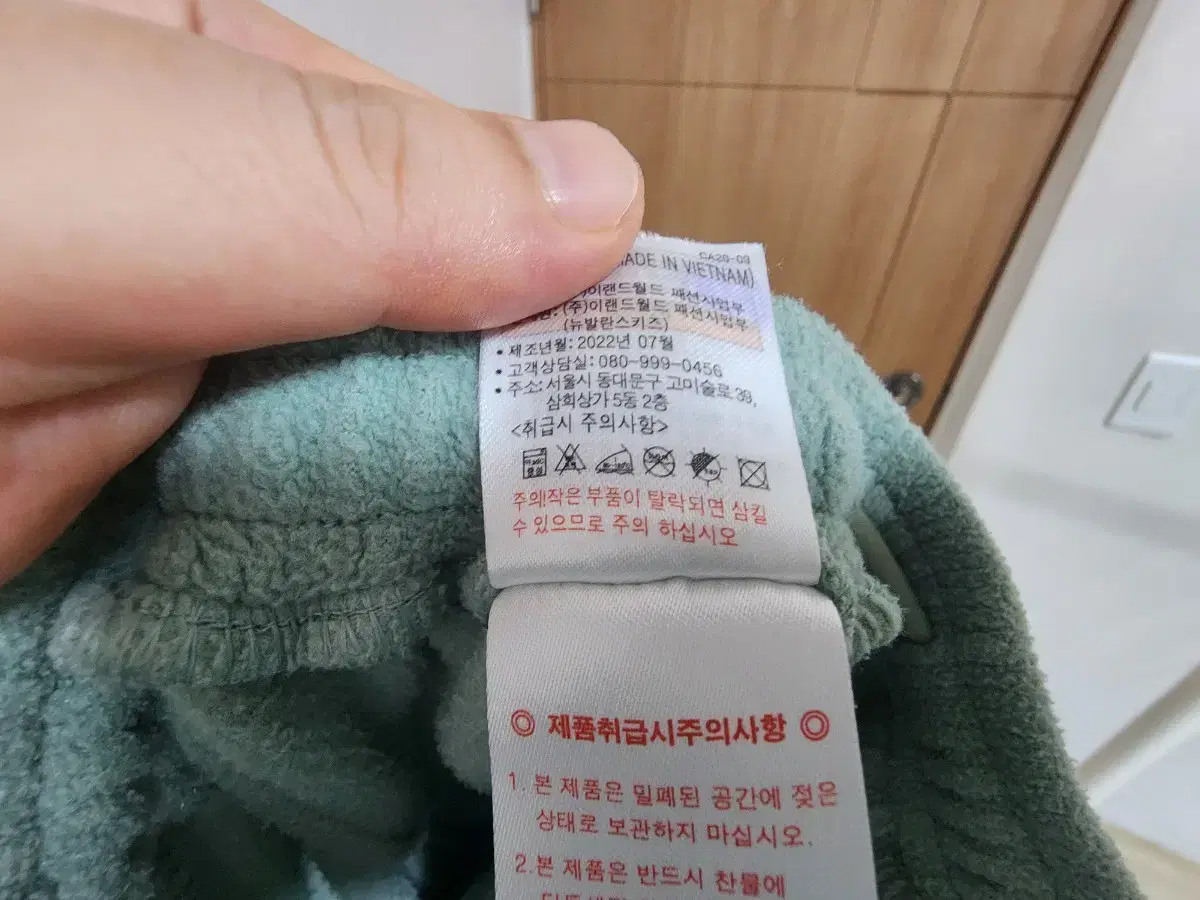 CA20-09
MADE IN VIETNAM)
이랜드월드 패션사업부
(주)이랜드월드 패션사업부
(뉴발란스키즈)
• 제조년월: 2022년 07월
• 고객상담실: 080-999-0456
• 주소: 서울시 동대문구 고미술로39,
삼희상가5동 2층
<취급시 주의사항>
주의)작은 부품이 탈락되면 삼킬
수 있으므로 주의 하십시오
◎ 제품취급시주의사항 ◎
1. 본 제품은 밀폐된 공간에 젖은
상태로 보관하지 마십시오.
2.본 제품은 반드시 찬물에